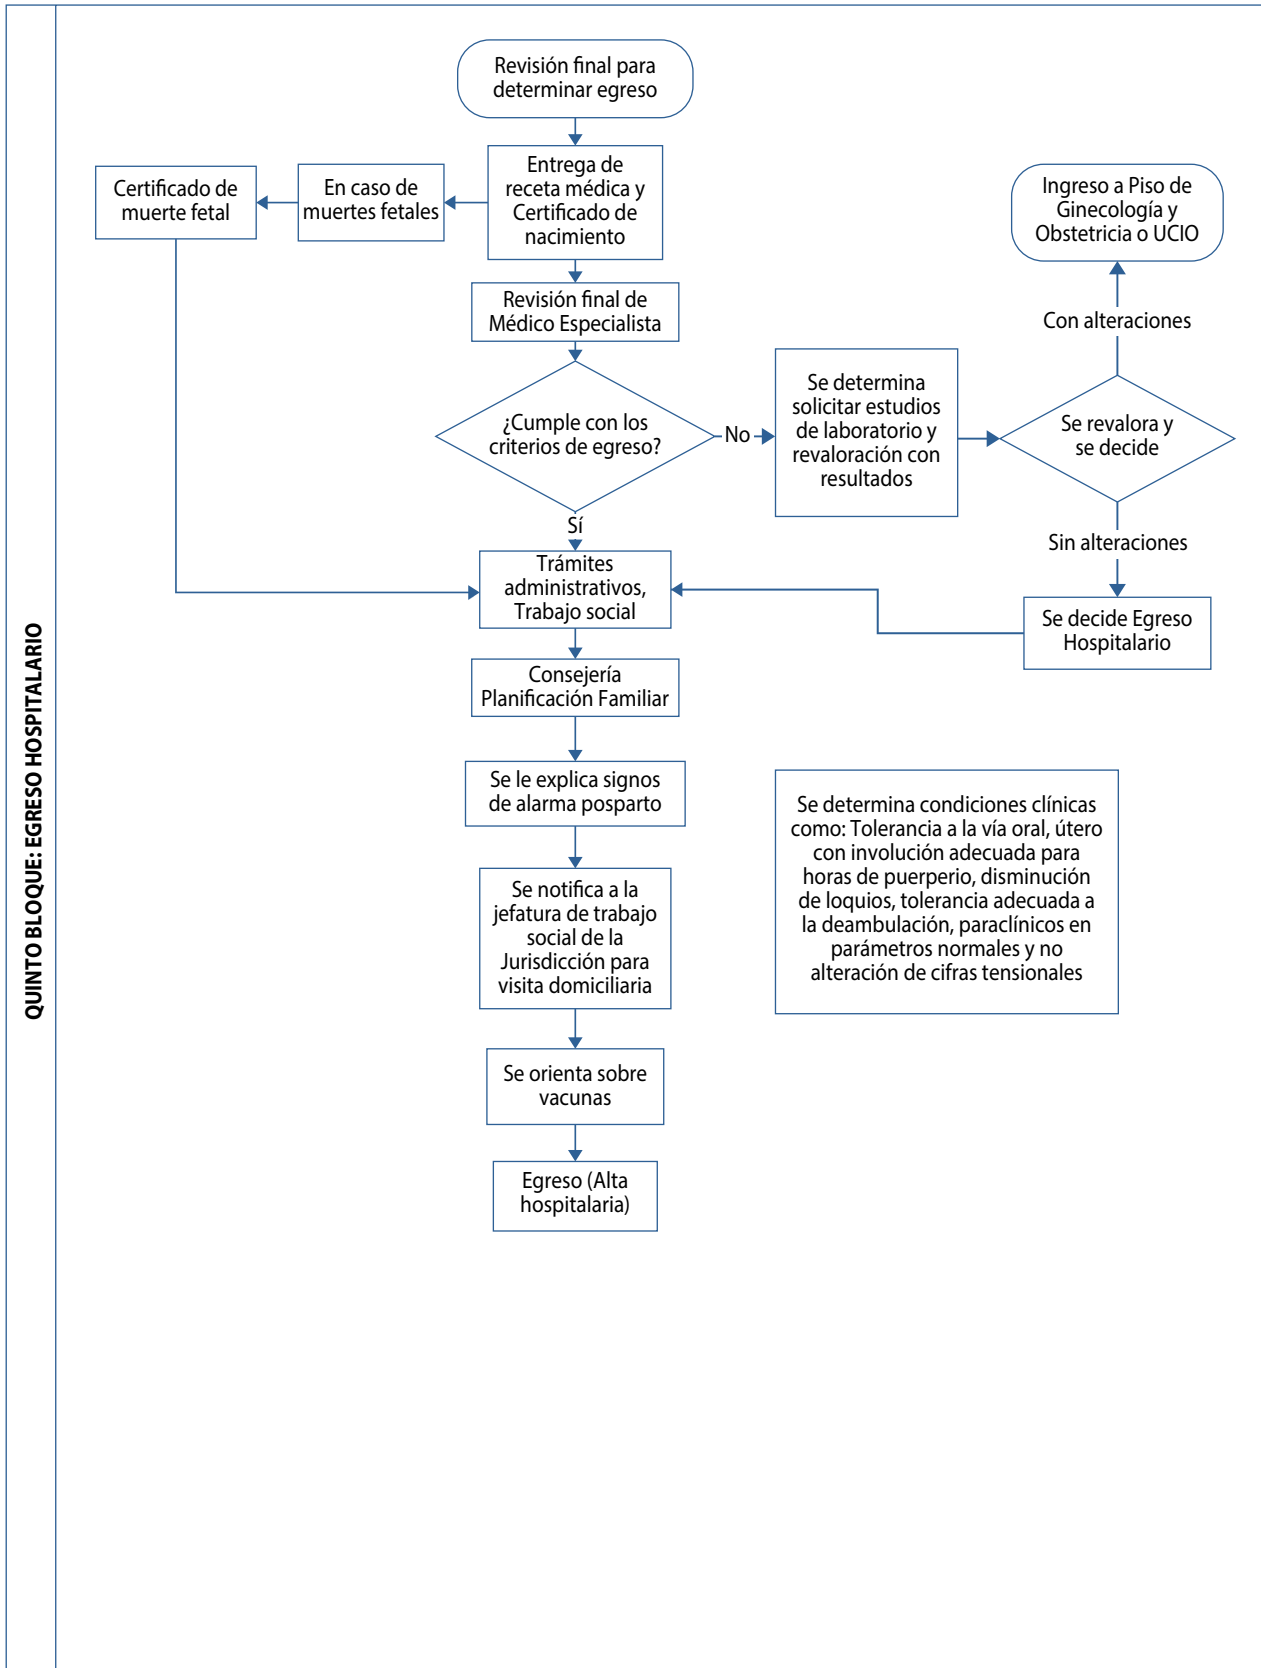 QUINTO BLOQUE: EGRESO HOSPITALARIO
Revisión final para
determinar egreso
Entrega de
receta médica y
Certificado de
nacimiento
En caso de
muertes fetales
Certificado de
muerte fetal
Revisión final de
Médico Especialista
¿Cumple con los
criterios de egreso?
No
Se determina
solicitar estudios
de laboratorio y
revaloración con
resultados
Se revalora y
se decide
Con alteraciones
Ingreso a Piso de
Ginecología y
Obstetricia o UCIO
Sin alteraciones
Se decide Egreso
Hospitalario
Sí
Trámites
administrativos,
Trabajo social
Consejería
Planificación Familiar
Se le explica signos
de alarma posparto
Se notifica a la
jefatura de trabajo
social de la
Jurisdicción para
visita domiciliaria
Se orienta sobre
vacunas
Egreso (Alta
hospitalaria)
Se determina condiciones clínicas
como: Tolerancia a la vía oral, útero
con involución adecuada para
horas de puerperio, disminución
de loquios, tolerancia adecuada a
la deambulación, paraclínicos en
parámetros normales y no
alteración de cifras tensionales